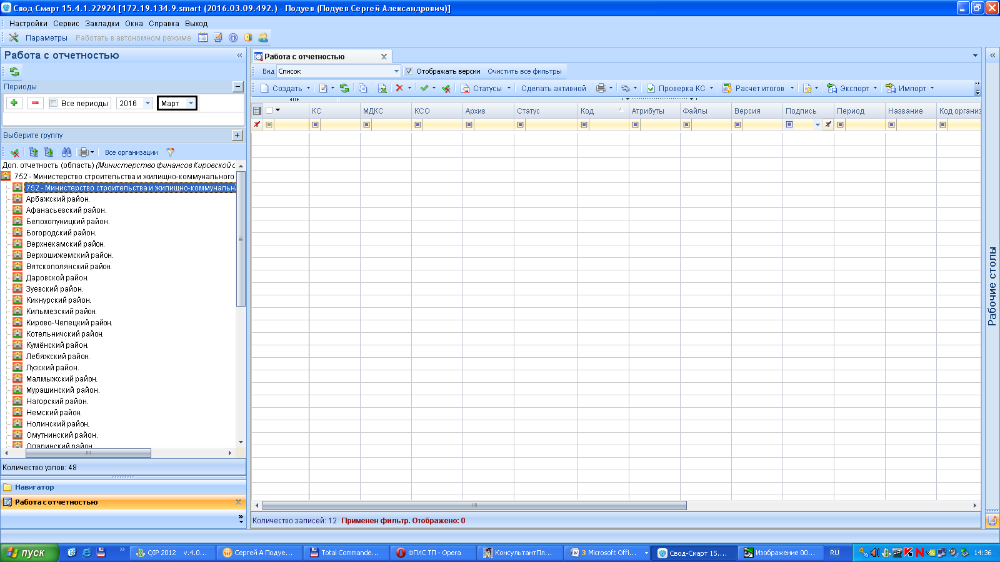 Свод-Смарт 15.4.1.22924 [172.19.134.9.smart (2016.03.09.492.) - Подуев (Подуев Сергей Александрович)]
Настройки Сервис Закладки Окна Справка Выход
Параметры Работать в автономном режиме
Работа с отчетностью
Периоды
Все периоды 2016 Март
Выберите группу
Все организации
Доп. отчетность (область) (Министерство финансов Кировской о
752 - Министерство строительства и жилищно-коммунального
752 - Министерство строительства и жилищно-коммунальн
Арбажский район.
Афанасьевский район.
Белохолуницкий район.
Богородский район.
Верхнекамский район.
Верхошижемский район.
Вятскополянский район.
Даровской район.
Зуевский район.
Кикнурский район.
Кильмезский район.
Кирово-Чепецкий район.
Котельничский район.
Кумёнский район.
Лебяжский район.
Лузский район.
Малмыжский район.
Мурашинский район.
Нагорский район.
Немский район.
Нолинский район.
Омутнинский район.
Опаринский район.
Количество узлов: 48
Навигатор
Работа с отчетностью
Работа с отчетностью
Вид Список Отображать версии Очистить все фильтры
Создать Статусы Сделать активной Проверка КС Расчет итогов Экспорт Импорт
КС МДКС КСО Архив Статус Код Атрибуты Файлы Версия Подпись Период Название Код организ
Количество записей: 12 Применен фильтр. Отображено: 0
Рабочие столы
пуск QIP 2012 v.4.0... Сергей А Подуе... Total Commande... ФГИС ТП - Opera КонсультантПл... 3 Microsoft Offi... Свод-Смарт 15.... Изображение 00... RU 14:36